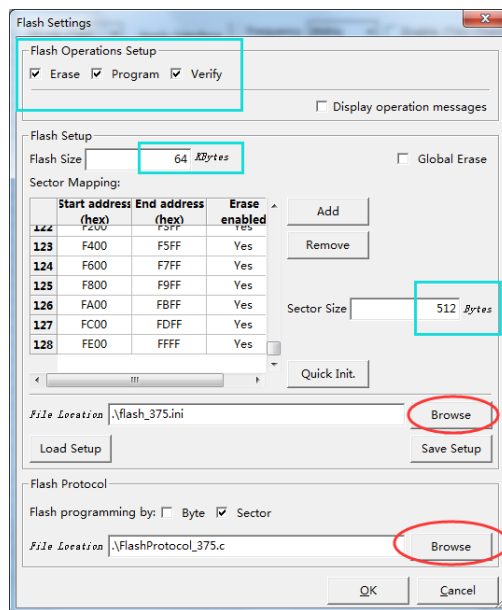 Flash Settings
Flash Operations Setup
Erase Program Verify
Display operation messages
Flash Setup
Flash Size 64 KBytes Global Erase
Sector Mapping:
Start address (hex) End address (hex) Erase enabled
122 F200 F3FF Yes
123 F400 F5FF Yes
124 F600 F7FF Yes
125 F800 F9FF Yes
126 FA00 FBFF Yes
127 FC00 FDFF Yes
128 FE00 FFFF Yes
Add
Remove
Sector Size 512 Bytes
Quick Init.
File Location .\flash_375.ini Browse
Load Setup Save Setup
Flash Protocol
Flash programming by: Byte Sector
File Location .\FlashProtocol_375.c Browse
OK Cancel